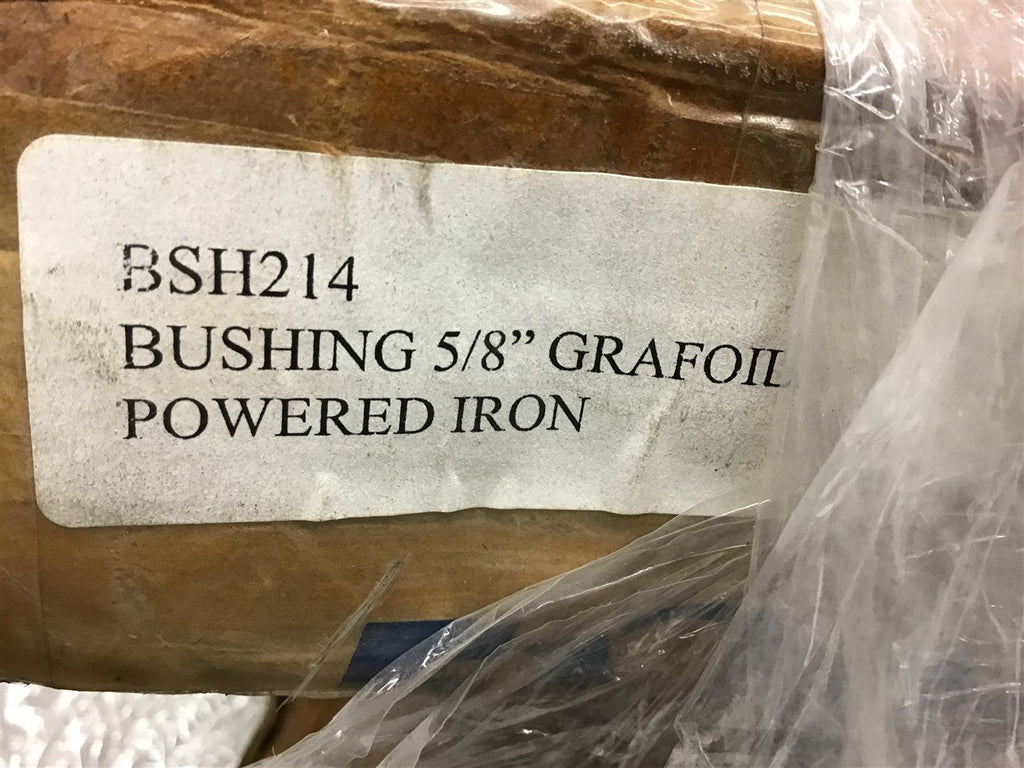 BSH214
BUSHING 5/8” GRAFOIL
POWERED IRON